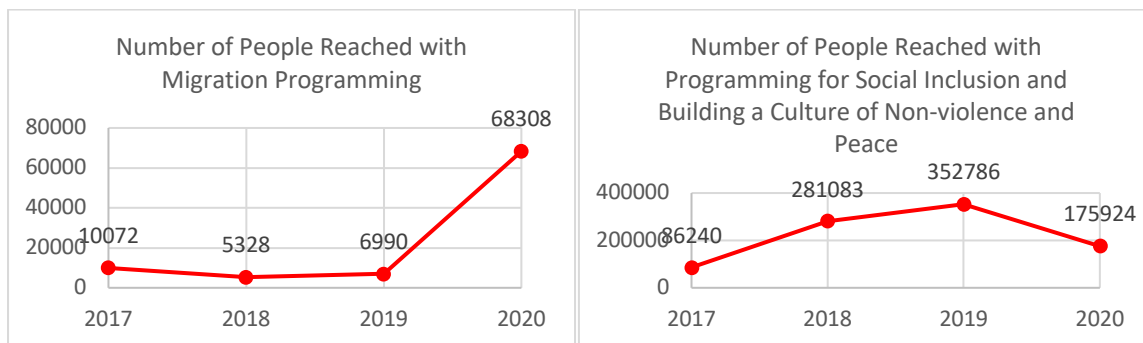 Number of People Reached with
Migration Programming
80000
60000
40000
20000
0
10072
5328
6990
68308
2017 2018 2019 2020
Number of People Reached with
Programming for Social Inclusion and
Building a Culture of Non-violence and
Peace
400000
200000
0
86240
281083
352786
175924
2017 2018 2019 2020